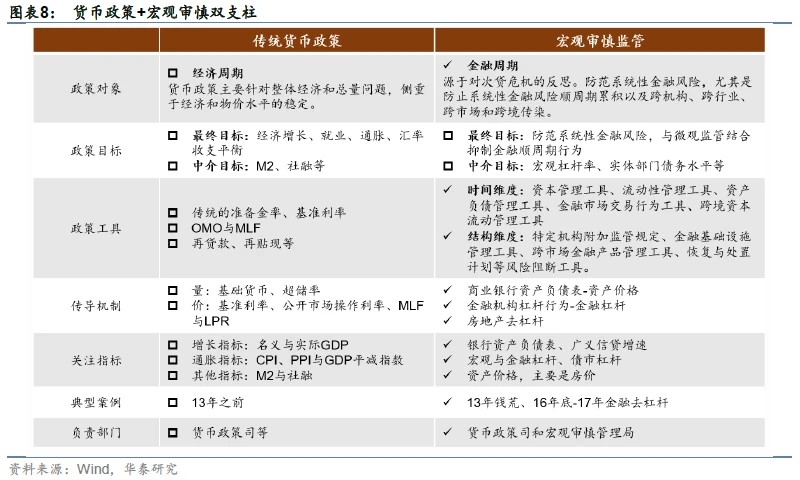 图表8： 货币政策+宏观审慎双支柱
传统货币政策
宏观审慎监管
政策对象
经济周期
货币政策主要针对整体经济和总量问题，侧重
于经济和物价水平的稳定。
✓ 金融周期
源于对次贷危机的反思。防范系统性金融风险，尤其是
防止系统性金融风险顺周期累积以及跨机构、跨行业、
跨市场和跨境传染。
政策目标
最终目标：经济增长、就业、通胀、汇率
收支平衡
中介目标：M2、社融等
最终目标：防范系统性金融风险，与微观监管结合
抑制金融顺周期行为
中介目标：宏观杠杆率、实体部门债务水平等
政策工具
传统的准备金率、基准利率
OMO与MLF
再贷款、再贴现等
✓ 时间维度：资本管理工具、流动性管理工具、资产
负债管理工具、金融市场交易行为工具、跨境资本
流动管理工具
✓ 结构维度：特定机构附加监管规定、金融基础设施
管理工具、跨市场金融产品管理工具、恢复与处置
计划等风险阻断工具。
传导机制
量：基础货币、超储率
价：基准利率、公开市场操作利率、MLF
与LPR
✓ 商业银行资产负债表-资产价格
✓ 金融机构杠杆行为-金融杠杆
✓ 房地产去杠杆
关注指标
增长指标：名义与实际GDP
通胀指标：CPI、PPI与GDP平减指数
其他指标：M2与社融
✓ 银行资产负债表、广义信贷增速
✓ 宏观与金融杠杆、债市杠杆
✓ 资产价格，主要是房价
典型案例
13年之前
✓ 13年钱荒、16年底-17年金融去杠杆
负责部门
货币政策司等
✓ 货币政策司和宏观审慎管理局
资料来源：Wind，华泰研究